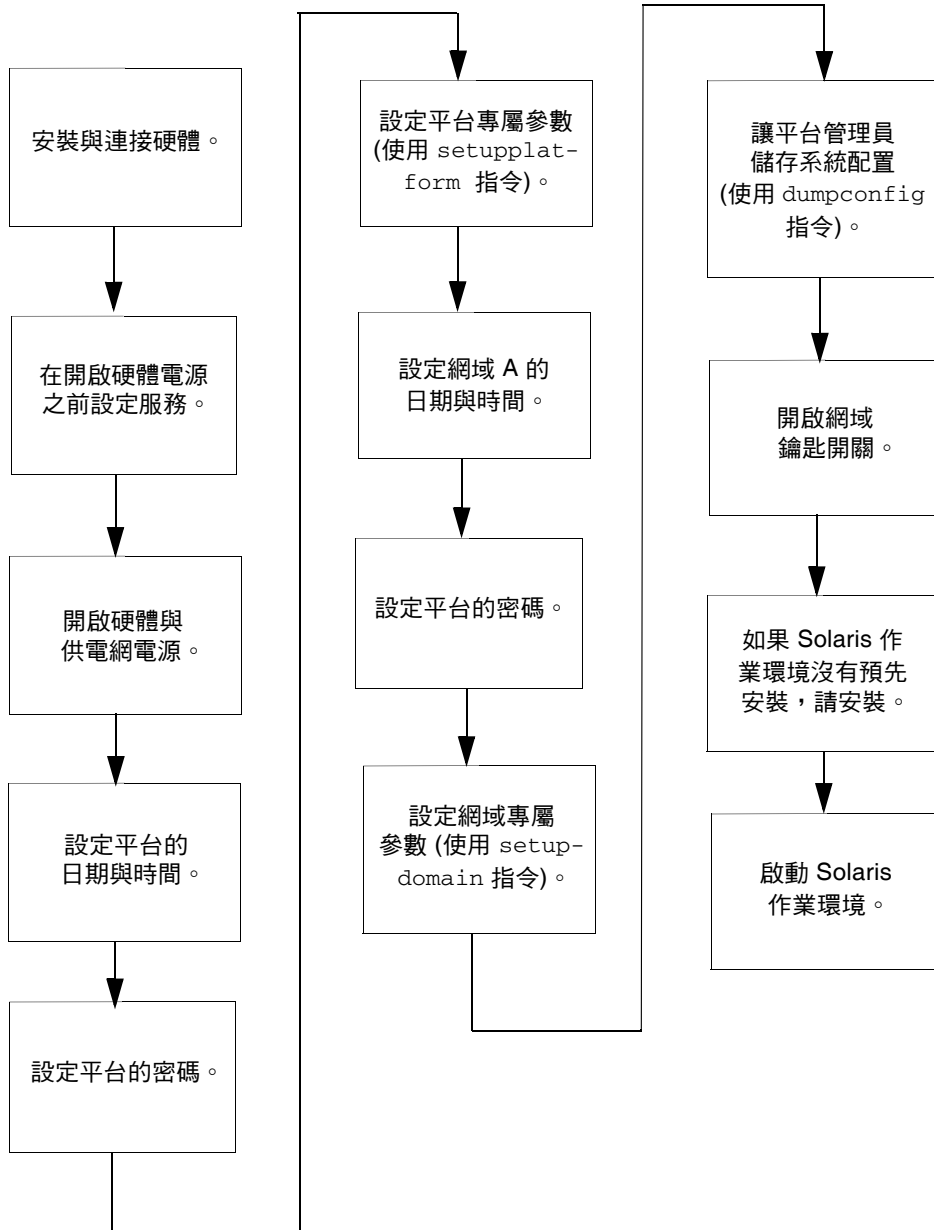 安裝與連接硬體。
在開啟硬體電源
之前設定服務。
開啟硬體與
供電網電源。
設定平台的
日期與時間。
設定平台的密碼。
設定平台專屬參數
(使用 setupplat-
form 指令)。
設定網域 A 的
日期與時間。
設定平台的密碼。
設定網域專屬
參數 (使用 setup-
domain 指令)。
讓平台管理員
儲存系統配置
(使用 dumpconfig
指令)。
開啟網域
鑰匙開關。
如果 Solaris 作
業環境沒有預先
安裝，請安裝。
啟動 Solaris
作業環境。